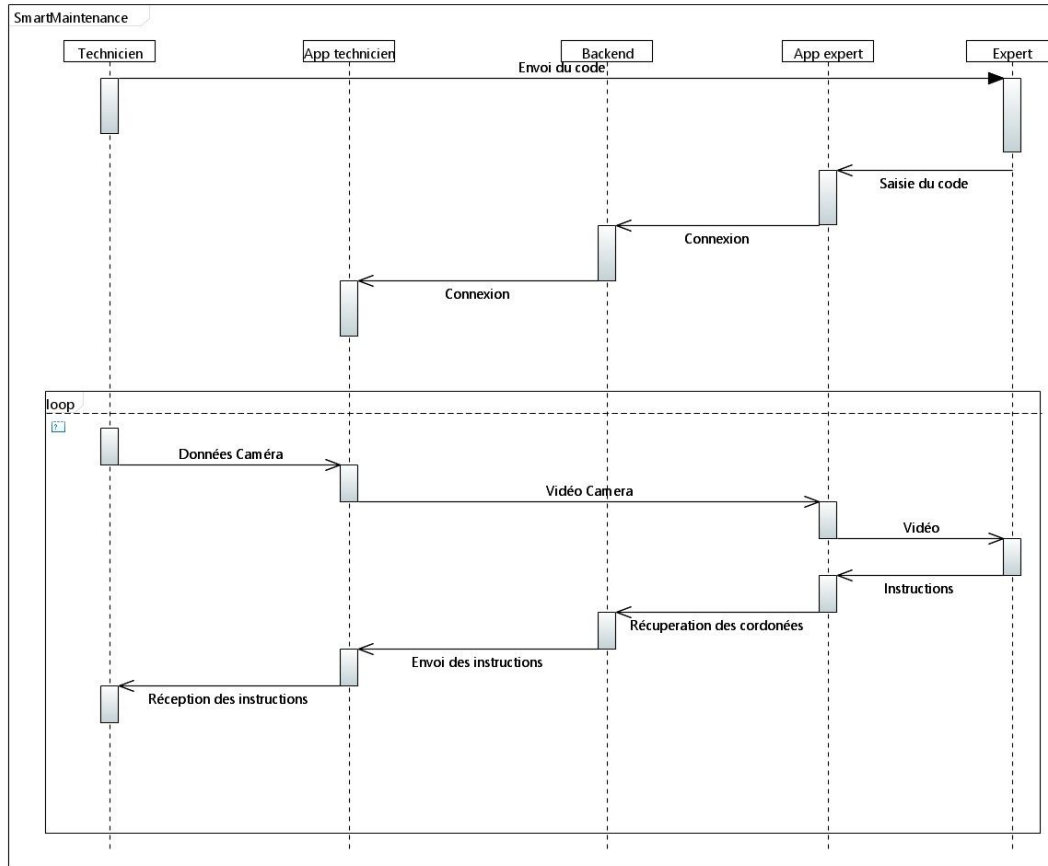 SmartMaintenance
Technicien
App technicien
Backend
App expert
Expert
Envoi du code
Saisie du code
Connexion
Connexion
loop
?
Données Caméra
Vidéo Camera
Vidéo
Instructions
Récuperation des cordonées
Envoi des instructions
Réception des instructions